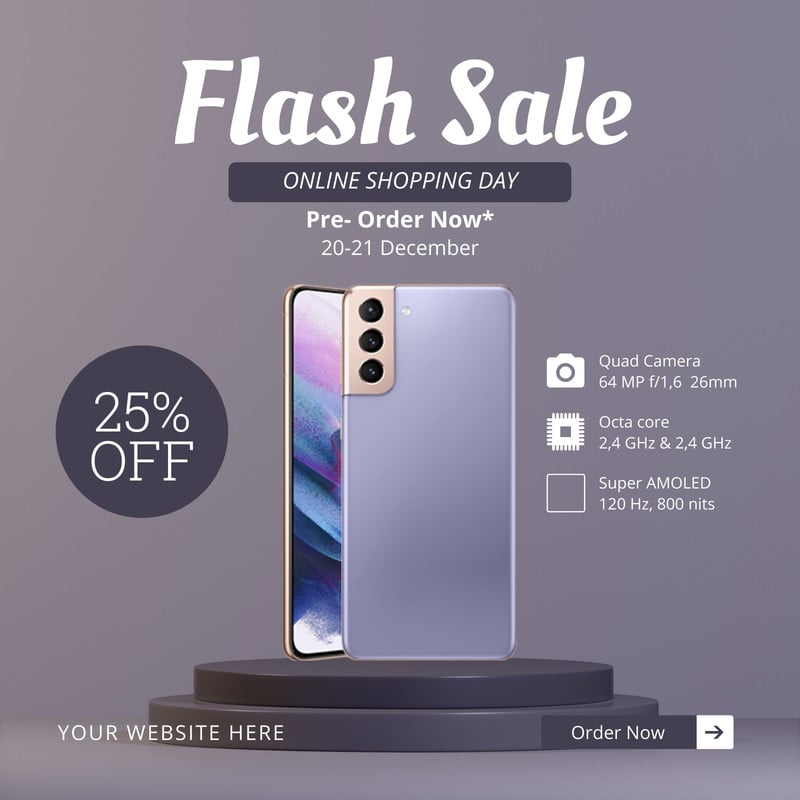 Flash Sale
ONLINE SHOPPING DAY
Pre- Order Now*
20-21 December
25%
OFF
Quad Camera
64 MP f/1,6 26mm
Octa core
2,4 GHz & 2,4 GHz
Super AMOLED
120 Hz, 800 nits
YOUR WEBSITE HERE
Order Now